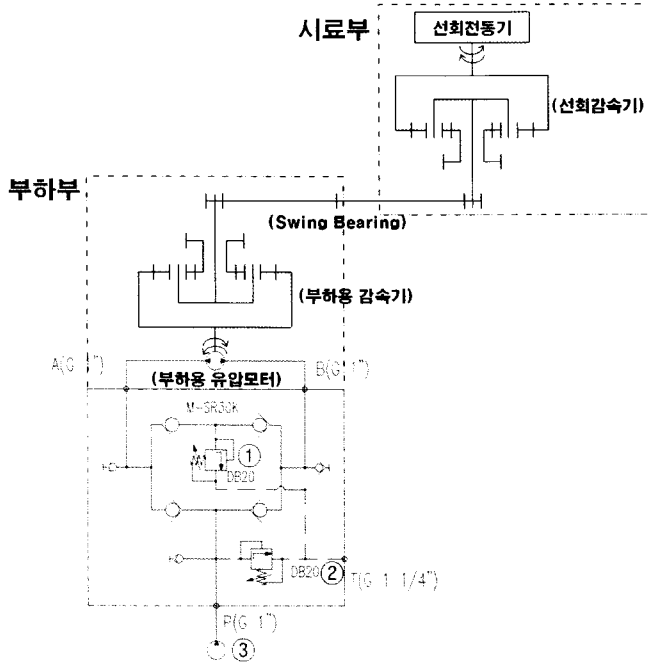 시료부
선회전동기
(선회감속기)
부하부
(Swing Bearing)
(부하용 감속기)
A(G 1")
B(G 1")
(부하용 유압모터)
M-SR30K
①
DB20
DB20 ②
T(G 1 1/4")
P(G 1")
③